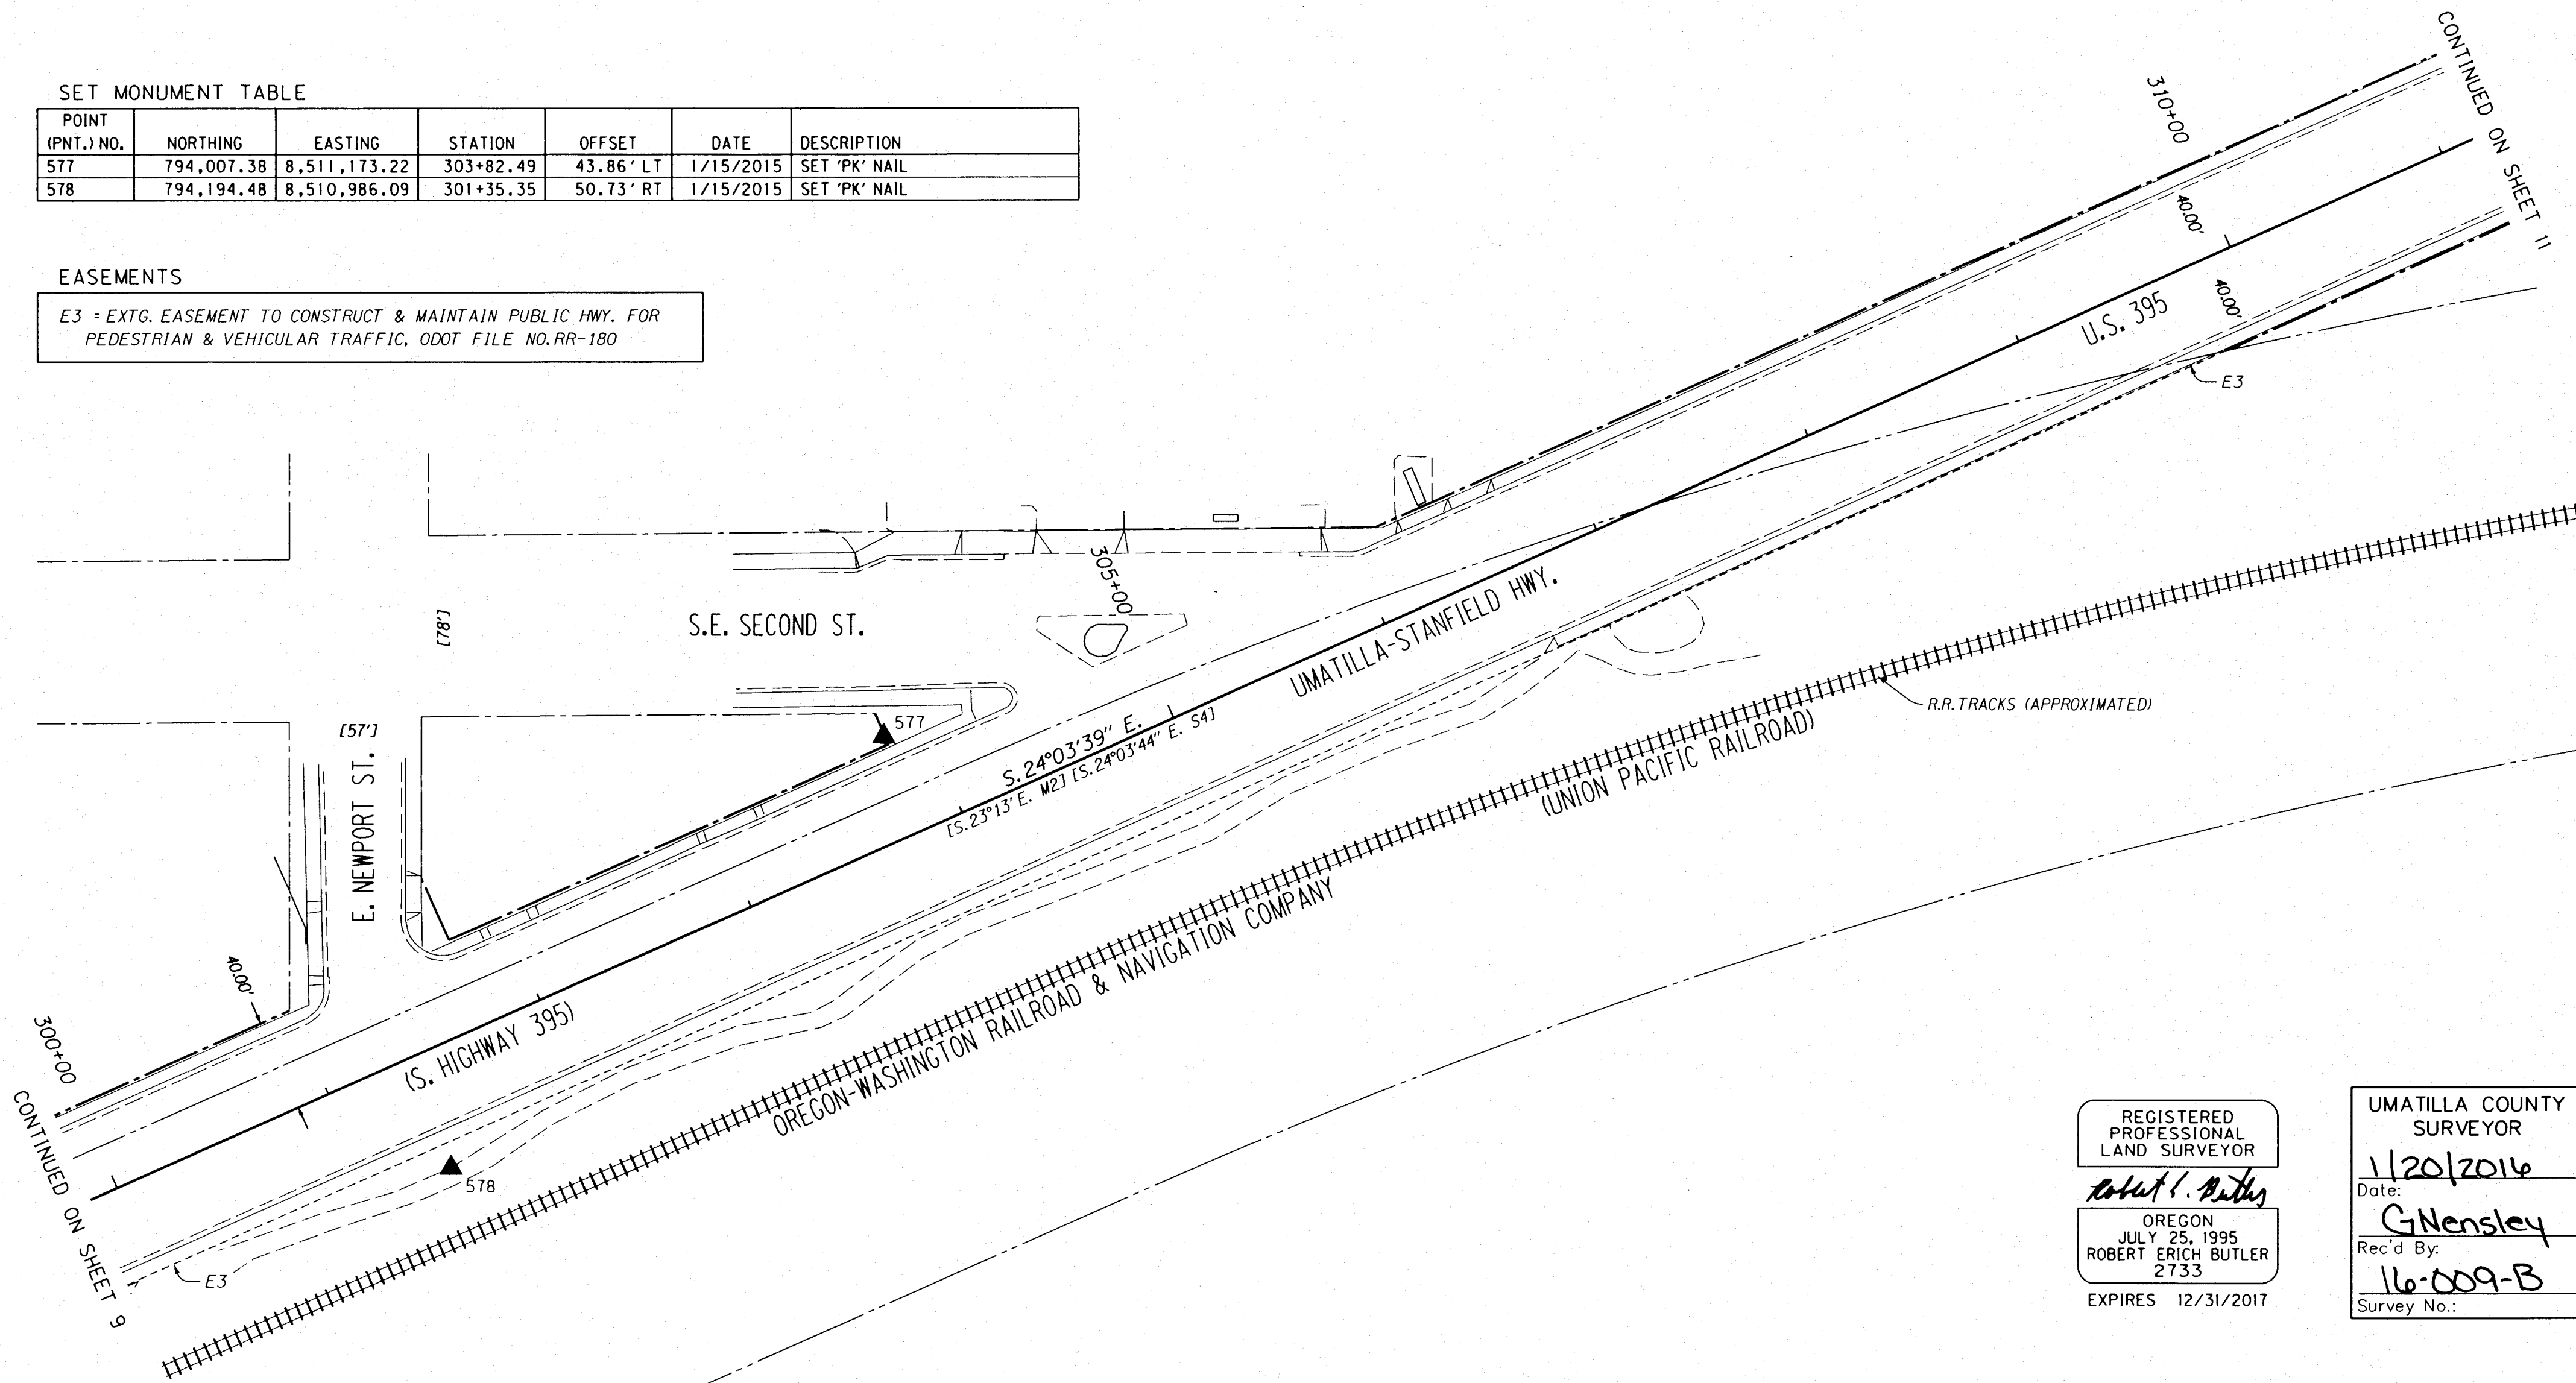 SET MONUMENT TABLE
POINT (PNT.) NO. NORTHING EASTING STATION OFFSET DATE DESCRIPTION
577 794,007.38 8,511,173.22 303+82.49 43.86' LT 1/15/2015 SET 'PK' NAIL
578 794,194.48 8,510,986.09 301+35.35 50.73' RT 1/15/2015 SET 'PK' NAIL
EASEMENTS
E3 = EXTG. EASEMENT TO CONSTRUCT & MAINTAIN PUBLIC HWY. FOR
PEDESTRIAN & VEHICULAR TRAFFIC, ODOT FILE NO. RR-180
CONTINUED ON SHEET 11
310+00
40.00'
40.00'
U.S. 395
E3
305+00
S.E. SECOND ST.
[78']
UMATILLA-STANFIELD HWY.
R.R. TRACKS (APPROXIMATED)
577
[57']
E. NEWPORT ST.
S. 24°03'39" E.
[S. 23°13' E. M2] [S. 24°03'44" E. S4]
(UNION PACIFIC RAILROAD)
OREGON-WASHINGTON RAILROAD & NAVIGATION COMPANY
40.00'
300+00
(S. HIGHWAY 395)
578
E3
CONTINUED ON SHEET 9
REGISTERED
PROFESSIONAL
LAND SURVEYOR
Robert E. Butler
OREGON
JULY 25, 1995
ROBERT ERICH BUTLER
2733
EXPIRES 12/31/2017
UMATILLA COUNTY
SURVEYOR
1/20/2016
Date:
GNensley
Rec'd By:
16-009-B
Survey No.: